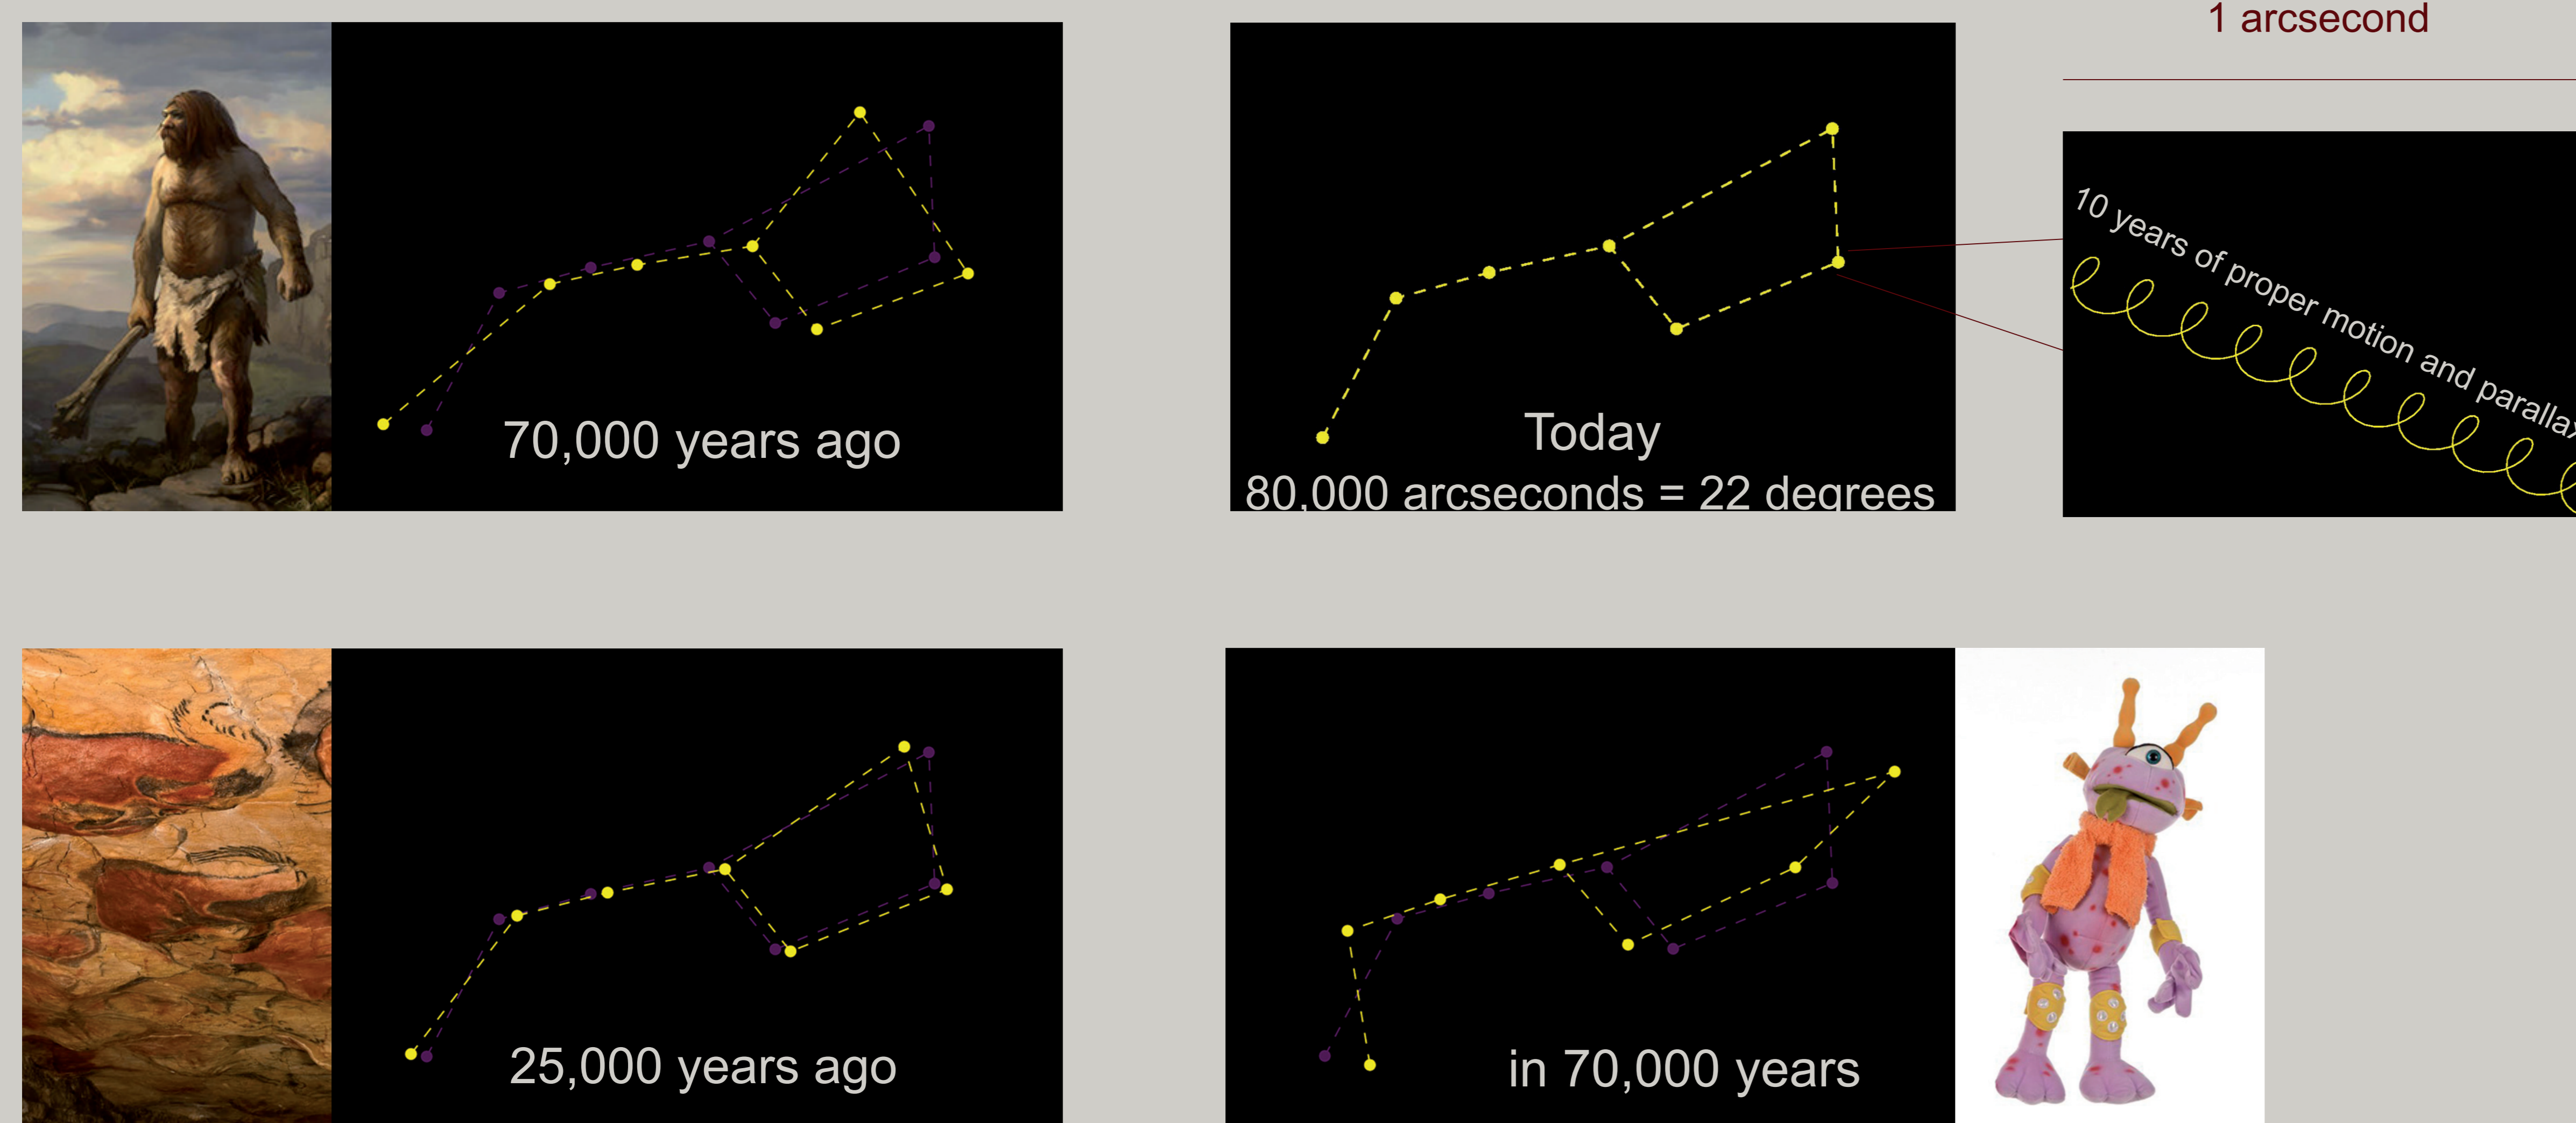 1 arcsecond
70,000 years ago
Today
80,000 arcseconds = 22 degrees
10 years of proper motion and parallax
25,000 years ago
in 70,000 years